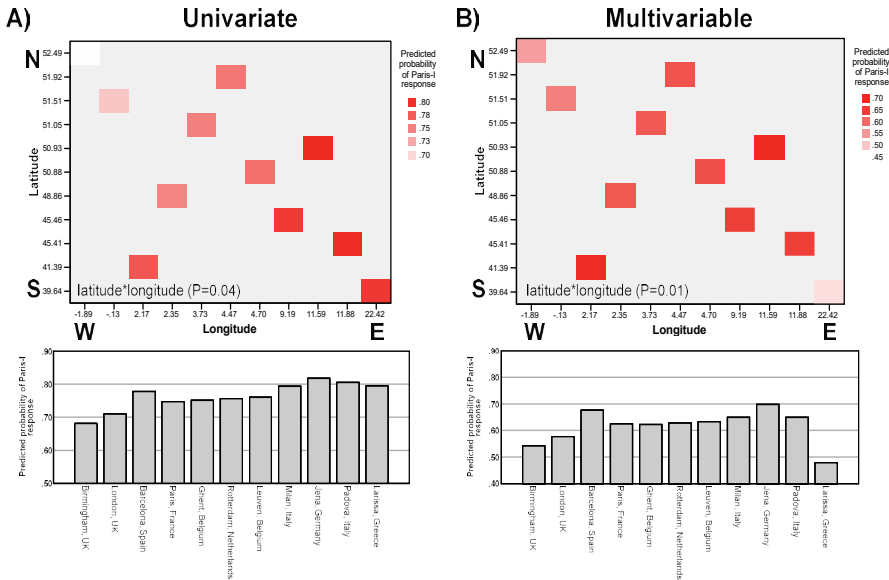 A)
Univariate
N
52.49
51.92
51.51
51.05
50.93
50.88
48.86
45.46
45.41
41.39
39.64
Latitude
S
latitude*longitude (P=0.04)
-1.89 -.13 2.17 2.35 3.73 4.47 4.70 9.19 11.59 11.88 22.42
W
Longitude
E
Predicted
probability
of Paris-I
response
.80
.78
.75
.73
.70
Predicted probability of Paris-I
response
.90
.80
.70
.60
.50
Birmingham, UK
London, UK
Barcelona, Spain
Paris, France
Ghent, Belgium
Rotterdam, Netherlands
Leuven, Belgium
Milan, Italy
Jena, Germany
Padova, Italy
Larissa, Greece
B)
Multivariable
N
52.49
51.92
51.51
51.05
50.93
50.88
48.86
45.46
45.41
41.39
39.64
Latitude
S
latitude*longitude (P=0.01)
-1.89 -.13 2.17 2.35 3.73 4.47 4.70 9.19 11.59 11.88 22.42
W
Longitude
E
Predicted
probability
of Paris-I
response
.70
.65
.60
.55
.50
.45
Predicted probability of Paris-I
response
.90
.80
.70
.60
.50
.40
Birmingham, UK
London, UK
Barcelona, Spain
Paris, France
Ghent, Belgium
Rotterdam, Netherlands
Leuven, Belgium
Milan, Italy
Jena, Germany
Padova, Italy
Larissa, Greece